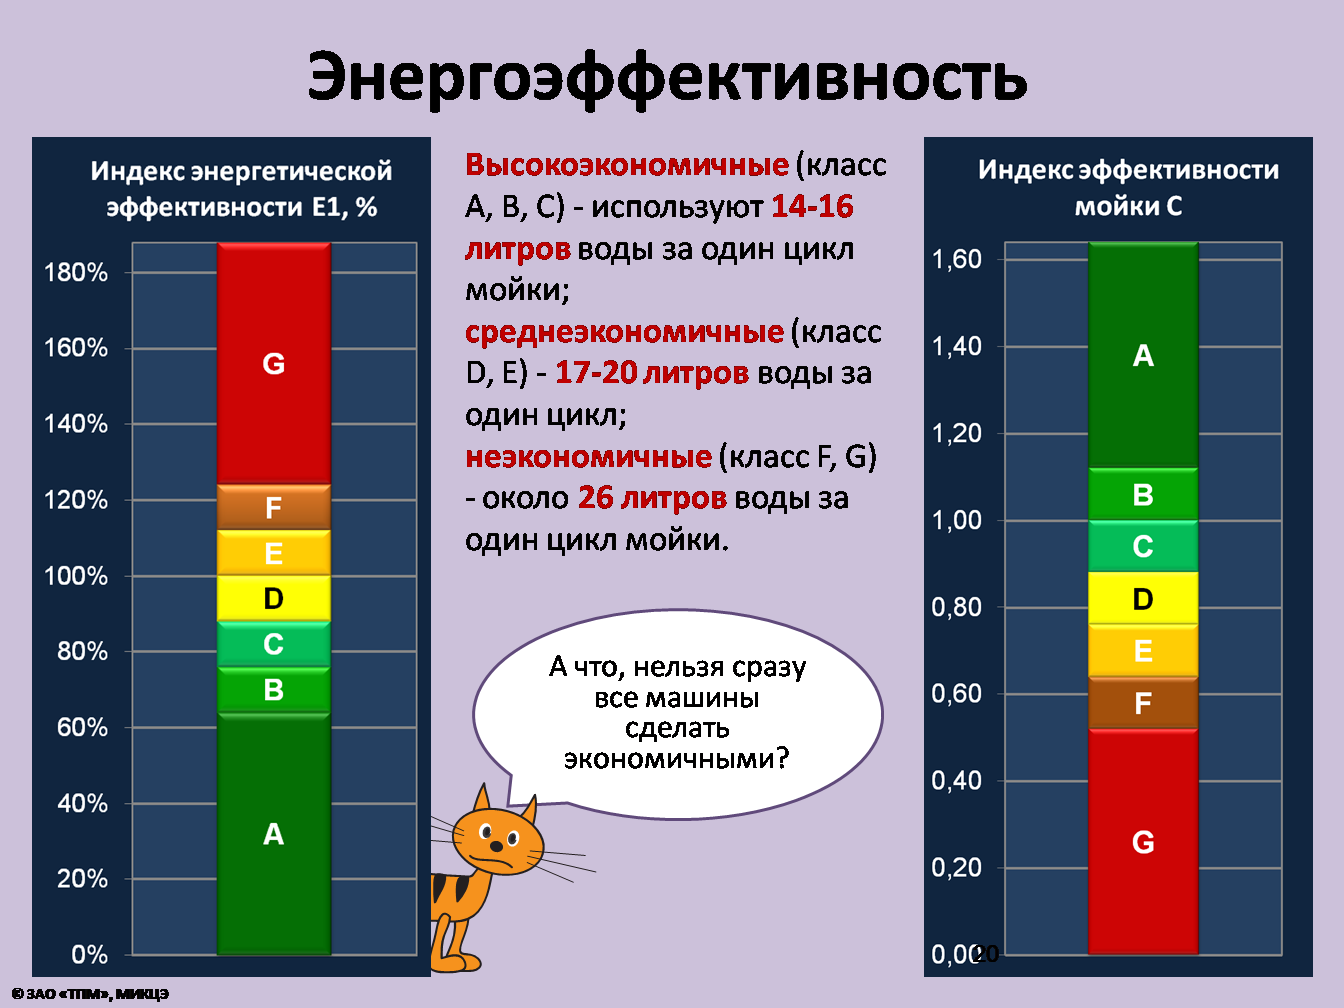 Энергоэффективность
Индекс энергетической
эффективности E1, %
180%
160%
140%
120%
100%
80%
60%
40%
20%
0%
G
F
E
D
C
B
A
Высокоэкономичные (класс
А, В, С) - используют 14-16
литров воды за один цикл
мойки;
среднеэкономичные (класс
D, E) - 17-20 литров воды за
один цикл;
неэкономичные (класс F, G)
- около 26 литров воды за
один цикл мойки.
А что, нельзя сразу
все машины
сделать
экономичными?
Индекс эффективности
мойки С
1,60
1,40
1,20
1,00
0,80
0,60
0,40
0,20
0,00
A
B
C
D
E
F
G
20
© ЗАО «ТПМ», МИКЦЭ